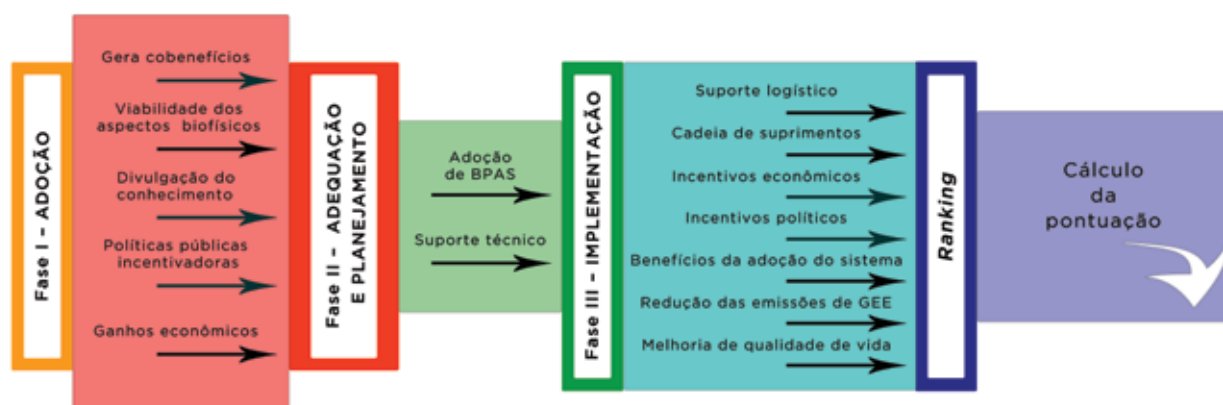 Fase I – ADOÇÃO
Gera cobenefícios
Viabilidade dos
aspectos biofísicos
Divulgação do
conhecimento
Políticas públicas
incentivadoras
Ganhos econômicos
Fase II – ADEQUAÇÃO
E PLANEJAMENTO
Adoção
de BPAS
Suporte técnico
Fase III – IMPLEMENTAÇÃO
Suporte logístico
Cadeia de suprimentos
Incentivos econômicos
Incentivos políticos
Benefícios da adoção do sistema
Redução das emissões de GEE
Melhoria de qualidade de vida
Ranking
Cálculo
da
pontuação